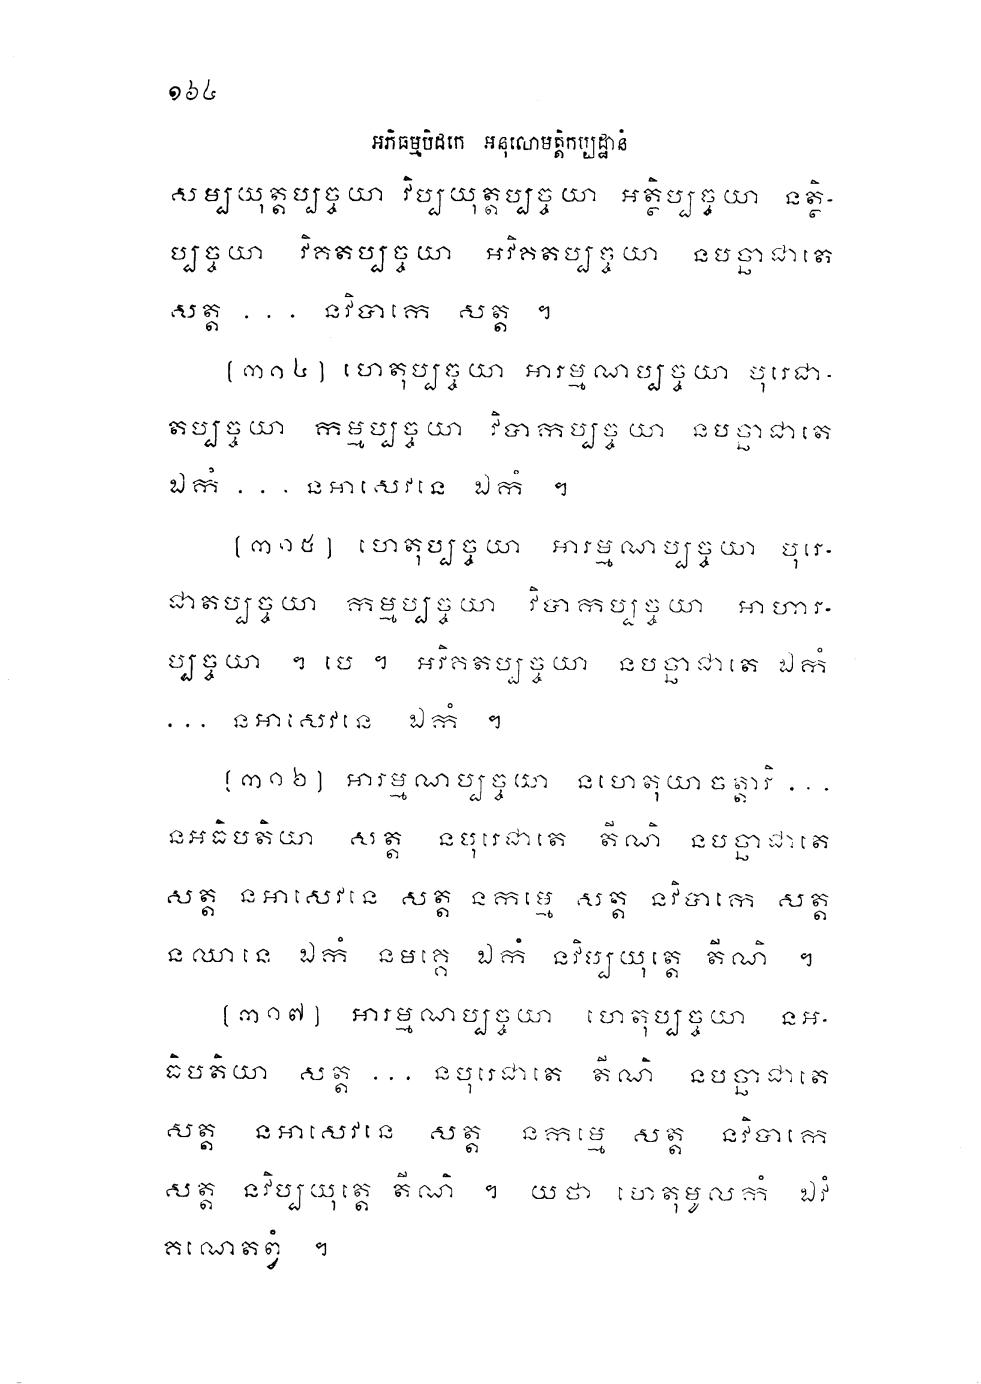 ១៦៤
អភិធម្មបិដកេ អនុលោមត្តិកប្បដ្ឋានំ
សម្បយុត្តប្បច្ចយា វិប្បយុត្តប្បច្ចយា អត្ថិប្បច្ចយា នត្ថិ-
ប្បច្ចយា វិគតប្បច្ចយា អវិគតប្បច្ចយា នបច្ឆាជាតេ
សត្ត ... នវិបាកេ សត្ត ។
(៣១៤) ហេតុប្បច្ចយា អារម្មណប្បច្ចយា បុរេជា-
តប្បច្ចយា កម្មប្បច្ចយា វិបាកប្បច្ចយា នបច្ឆាជាតេ
ឯកំ ... នអាសេវនេ ឯកំ ។
(៣១៥) ហេតុប្បច្ចយា អារម្មណប្បច្ចយា បុរេ-
ជាតប្បច្ចយា កម្មប្បច្ចយា វិបាកប្បច្ចយា អាហារ-
ប្បច្ចយា ។ បេ ។ អវិគតប្បច្ចយា នបច្ឆាជាតេ ឯកំ
... នអាសេវនេ ឯកំ ។
(៣១៦) អារម្មណប្បច្ចយា នហេតុយាចត្តារិ ...
នអធិបតិយា សត្ត នបុរេជាតេ តីណិ នបច្ឆាជាតេ
សត្ត នអាសេវនេ សត្ត នកម្មេ សត្ត នវិបាកេ សត្ត
នឈានេ ឯកំ នមគ្គេ ឯកំ នវិប្បយុត្តេ តីណិ ។
(៣១៧) អារម្មណប្បច្ចយា ហេតុប្បច្ចយា នអ-
ធិបតិយា សត្ត ... នបុរេជាតេ តីណិ នបច្ឆាជាតេ
សត្ត នអាសេវនេ សត្ត នកម្មេ សត្ត នវិបាកេ
សត្ត នវិប្បយុត្តេ តីណិ ។ យថា ហេតុមូលកំ ឯវំ
គណេតព្វំ ។